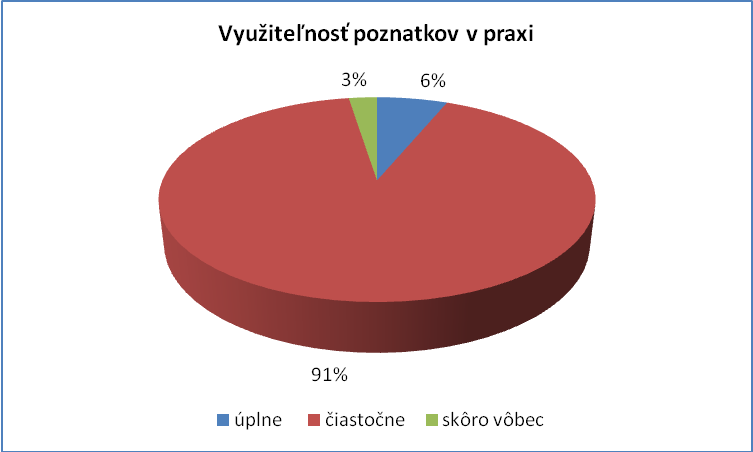 Využiteľnosť poznatkov v praxi
3%
6%
91%
úplne
čiastočne
skôro vôbec